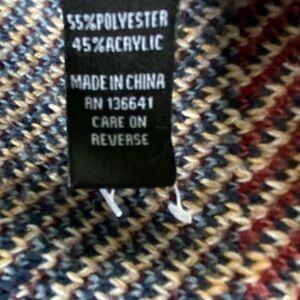 55%POLYESTER
45%ACRYLIC
MADE IN CHINA
RN 136641
CARE ON
REVERSE